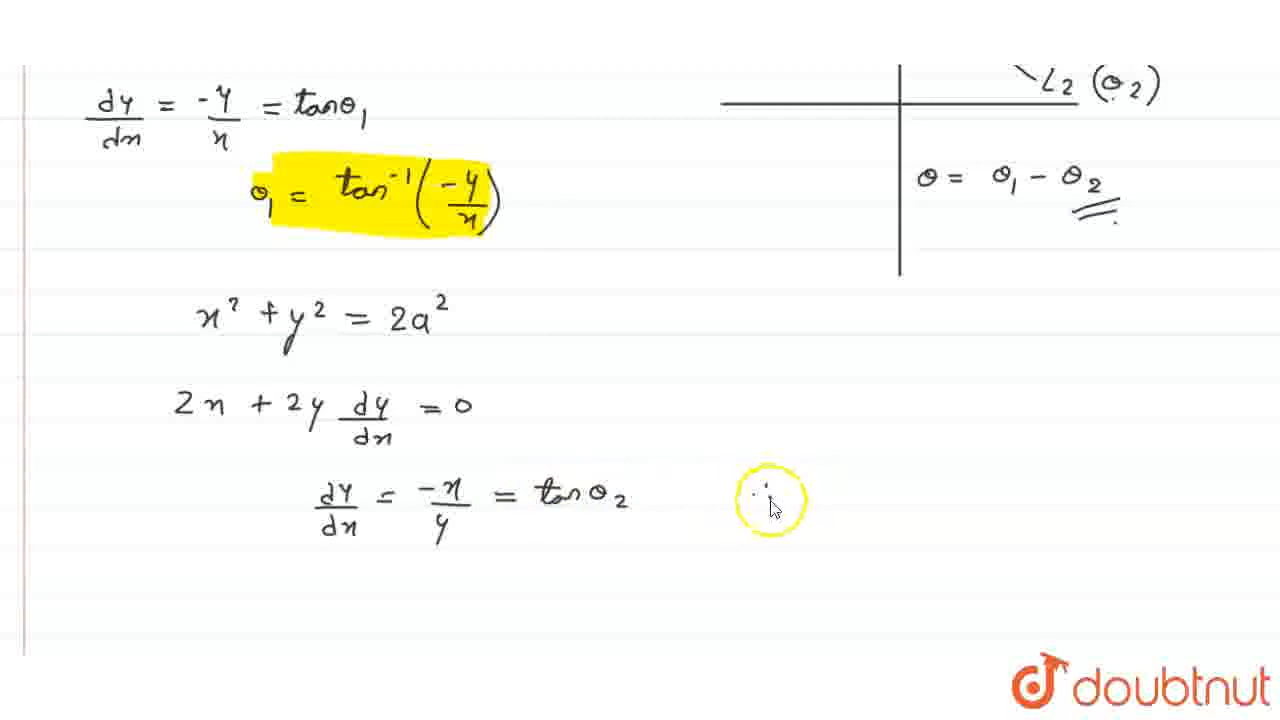 dy/dx = -y/x = tanθ₁
θ₁ = tan⁻¹(-y/x)
L₂ (θ₂)
θ = θ₁ - θ₂
x² + y² = 2a²
2x + 2y dy/dx = 0
dy/dx = -x/y = tanθ₂
doubtnut